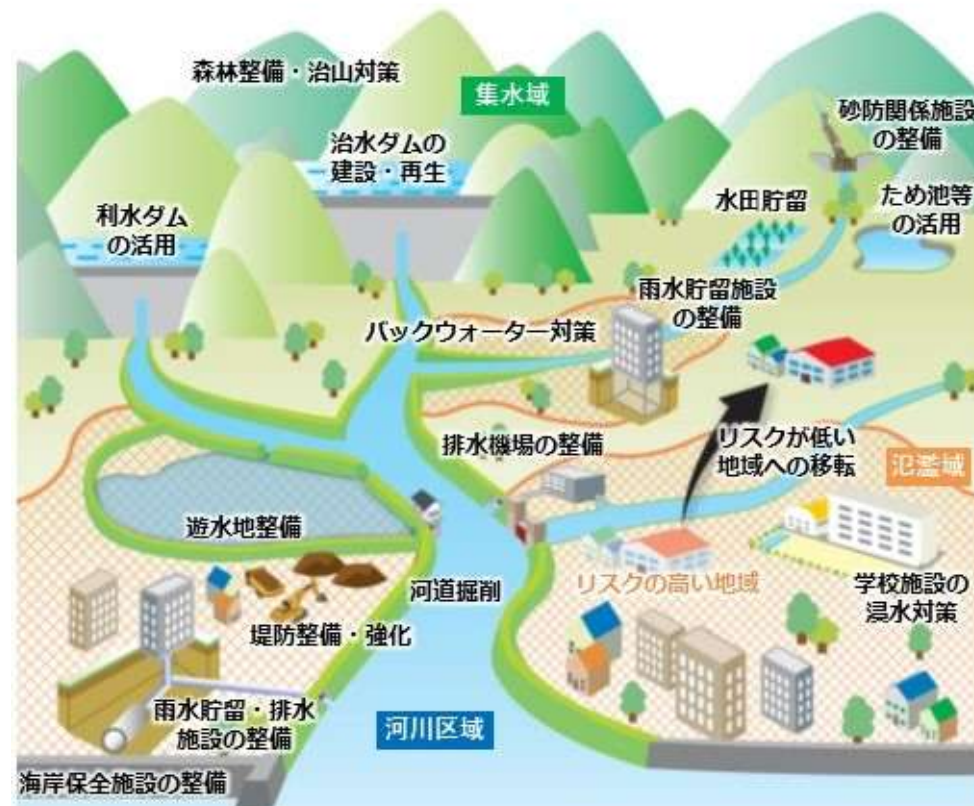 森林整備・治山対策
集水域
砂防関係施設
の整備
治水ダムの
建設・再生
水田貯留
ため池等
の活用
利水ダム
の活用
雨水貯留施設
の整備
バックウォーター対策
排水機場の整備
リスクが低い
地域への移転
氾濫域
遊水地整備
河道掘削
リスクの高い地域
学校施設の
浸水対策
堤防整備・強化
雨水貯留・排水
施設の整備
河川区域
海岸保全施設の整備